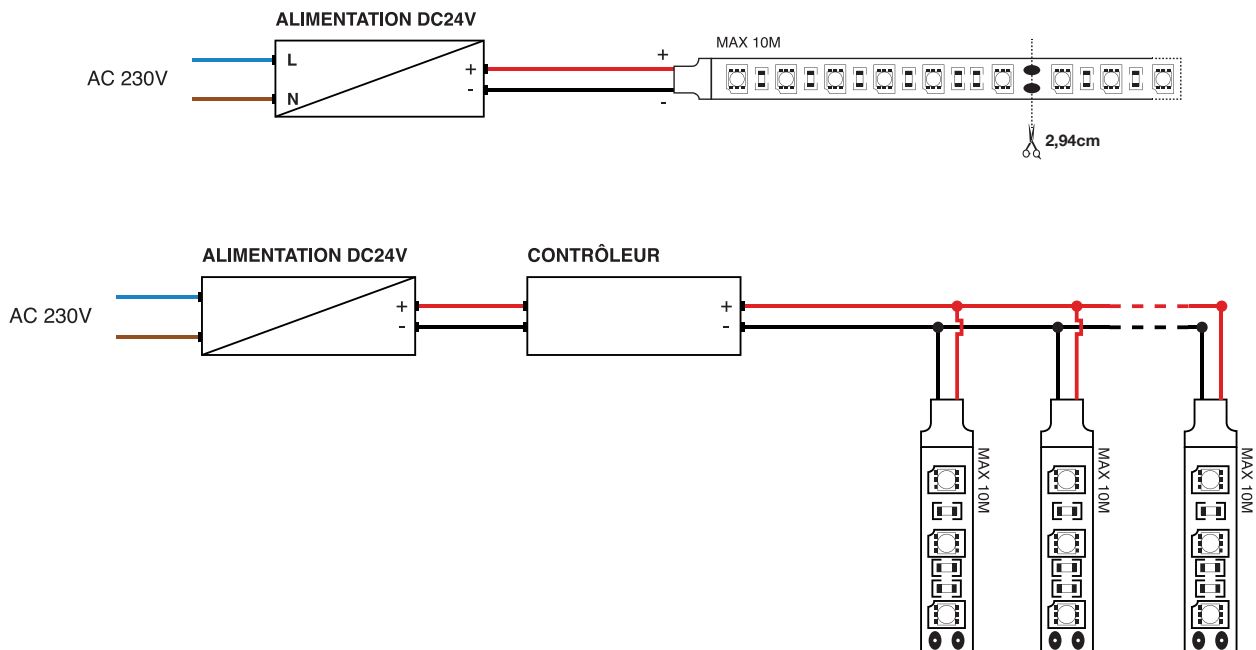 ALIMENTATION DC24V
AC 230V
L
N
+
-
+
-
MAX 10M
2,94cm
ALIMENTATION DC24V
CONTRÔLEUR
AC 230V
+
-
+
-
MAX 10M
MAX 10M
MAX 10M